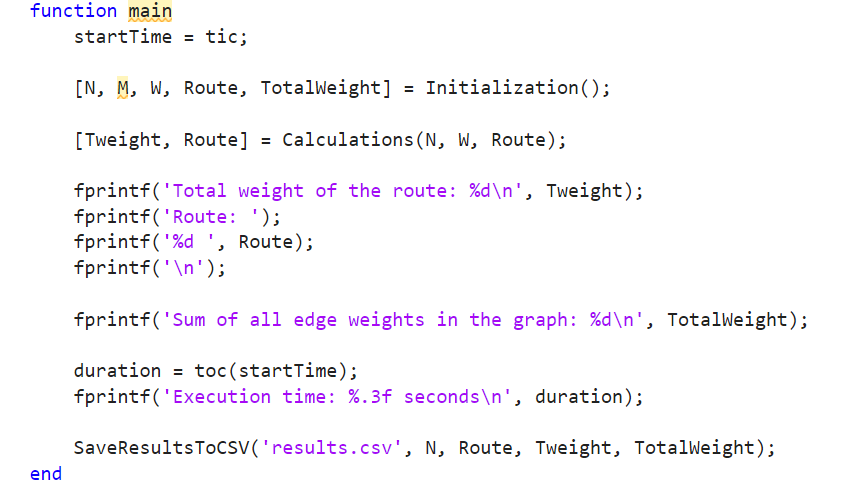 function main
startTime = tic;
[N, M, W, Route, TotalWeight] = Initialization();
[Tweight, Route] = Calculations(N, W, Route);
fprintf('Total weight of the route: %d\n', Tweight);
fprintf('Route: ');
fprintf('%d ', Route);
fprintf('\n');
fprintf('Sum of all edge weights in the graph: %d\n', TotalWeight);
duration = toc(startTime);
fprintf('Execution time: %.3f seconds\n', duration);
SaveResultsToCSV('results.csv', N, Route, Tweight, TotalWeight);
end